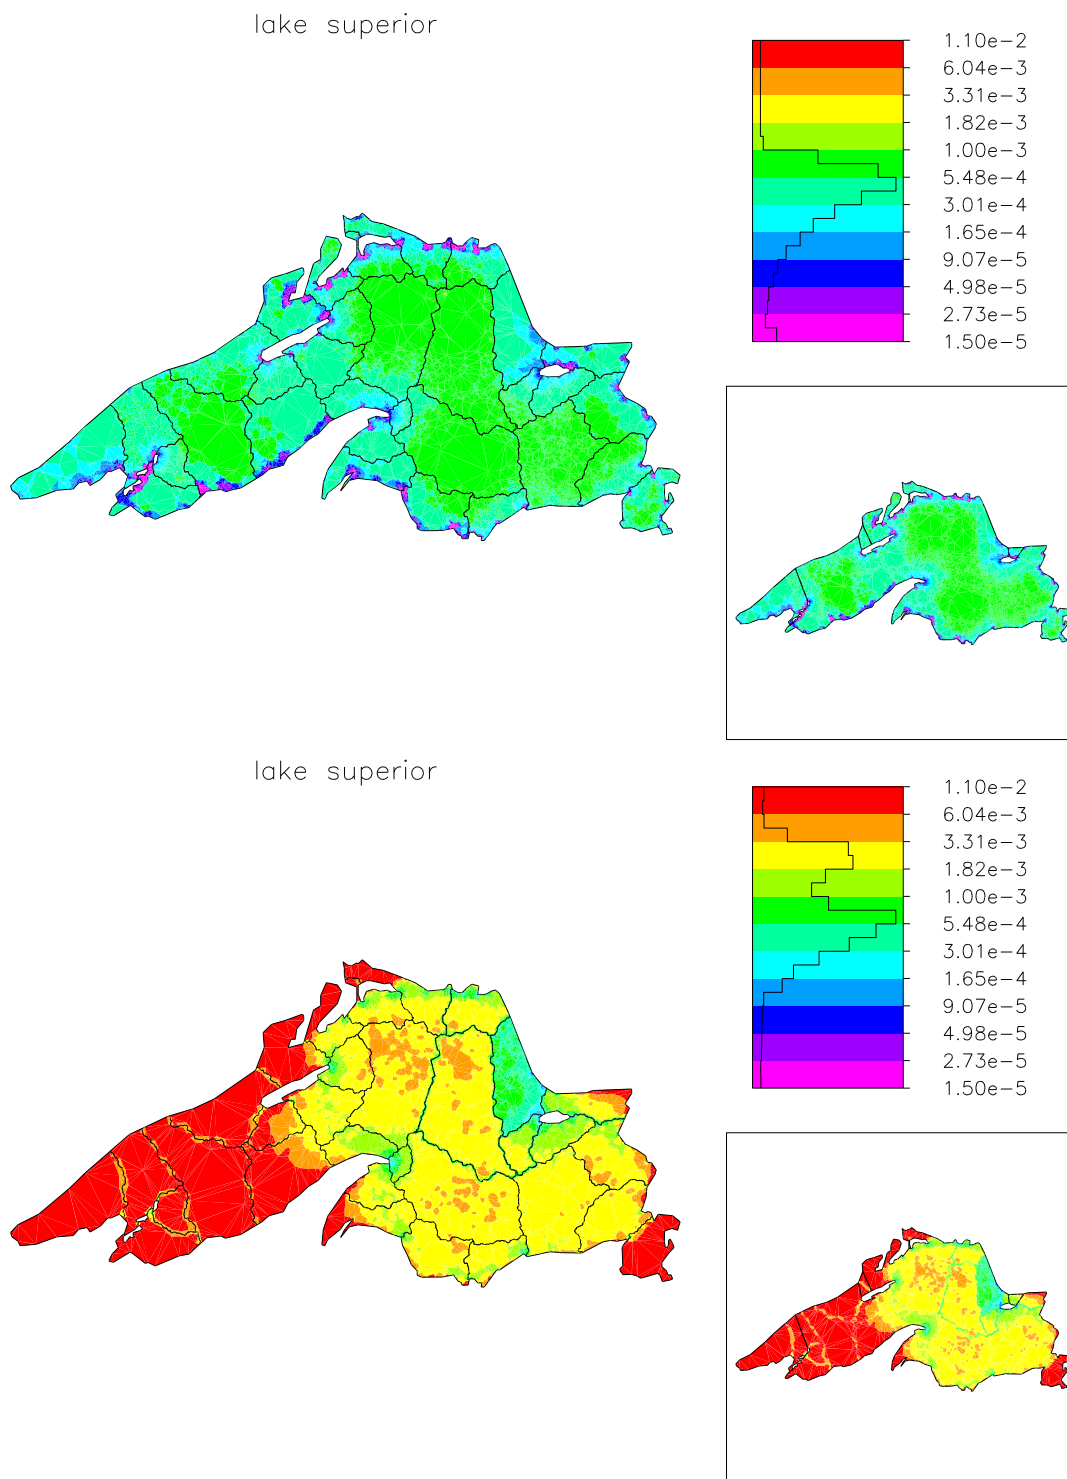 lake superior
1.10e-2
6.04e-3
3.31e-3
1.82e-3
1.00e-3
5.48e-4
3.01e-4
1.65e-4
9.07e-5
4.98e-5
2.73e-5
1.50e-5
lake superior
1.10e-2
6.04e-3
3.31e-3
1.82e-3
1.00e-3
5.48e-4
3.01e-4
1.65e-4
9.07e-5
4.98e-5
2.73e-5
1.50e-5